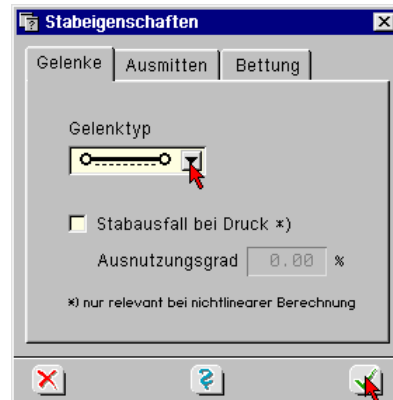 Stabeigenschaften
Gelenke Ausmitten Bettung
Gelenktyp
Stabausfall bei Druck *)
Ausnutzungsgrad 0.00 %
*) nur relevant bei nichtlinearer Berechnung